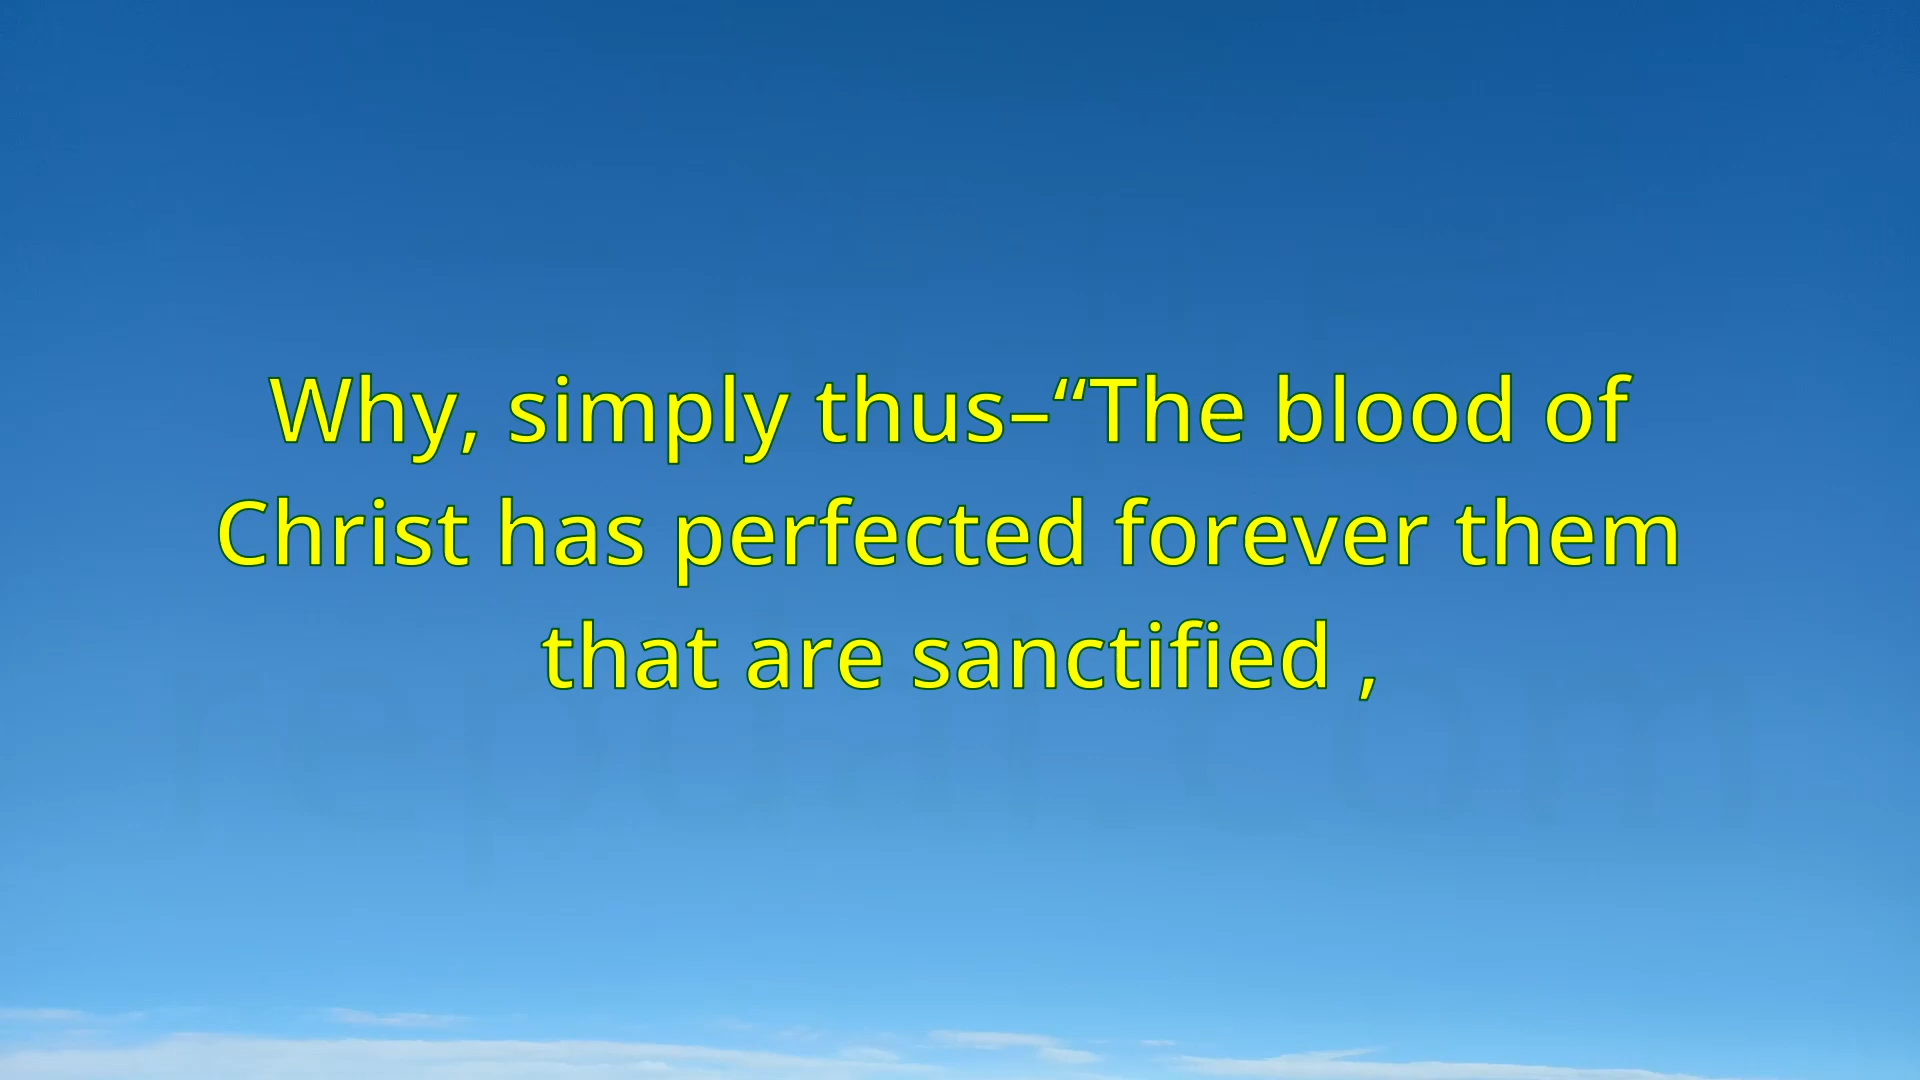 Why, simply thus–“The blood of
Christ has perfected forever them
that are sanctified ,